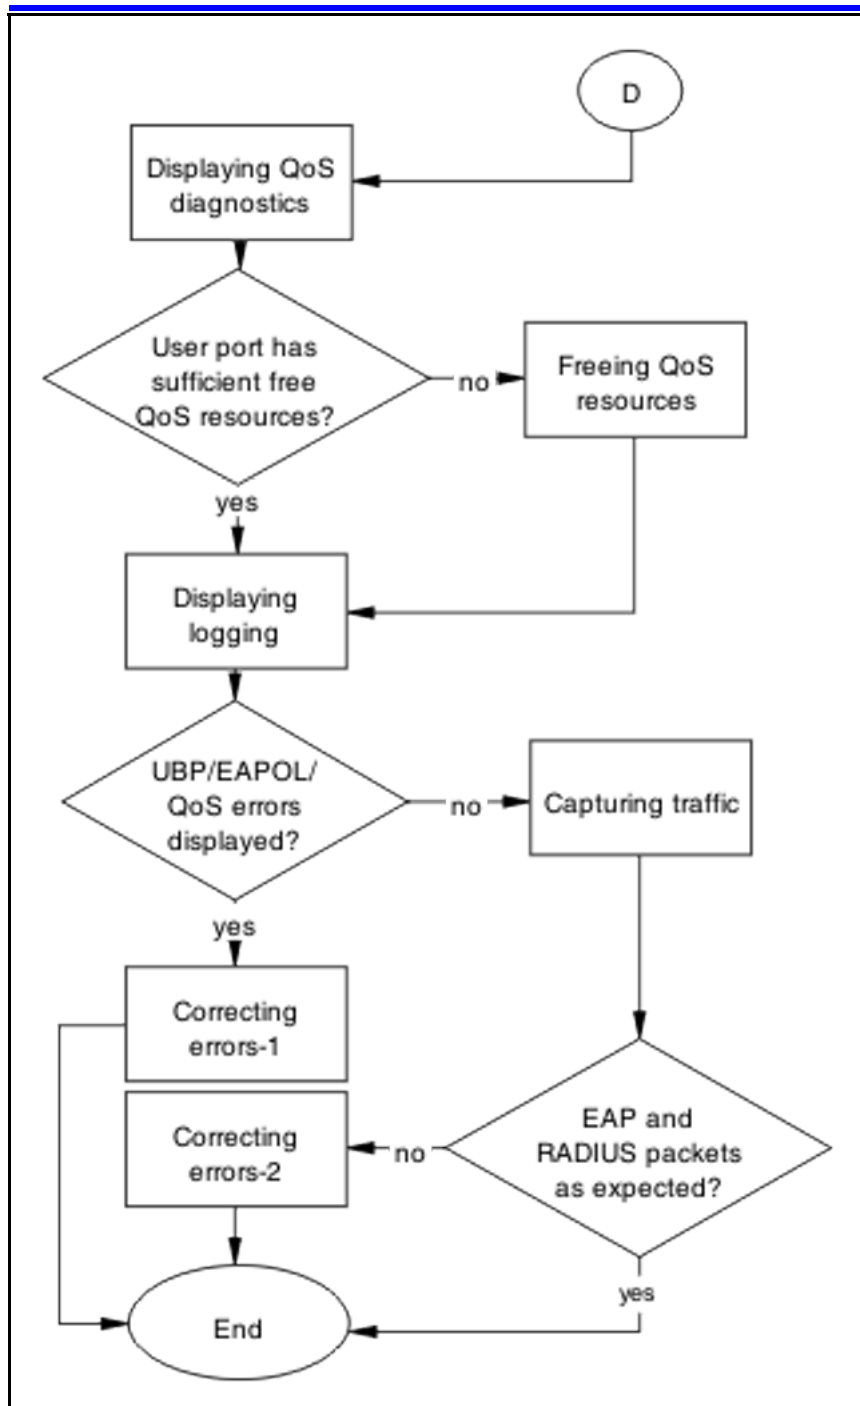 D
Displaying QoS
diagnostics
User port has
sufficient free
QoS resources?
no
Freeing QoS
resources
yes
Displaying
logging
UBP/EAPOL/
QoS errors
displayed?
no
Capturing traffic
yes
Correcting
errors-1
EAP and
RADIUS packets
as expected?
no
Correcting
errors-2
yes
End